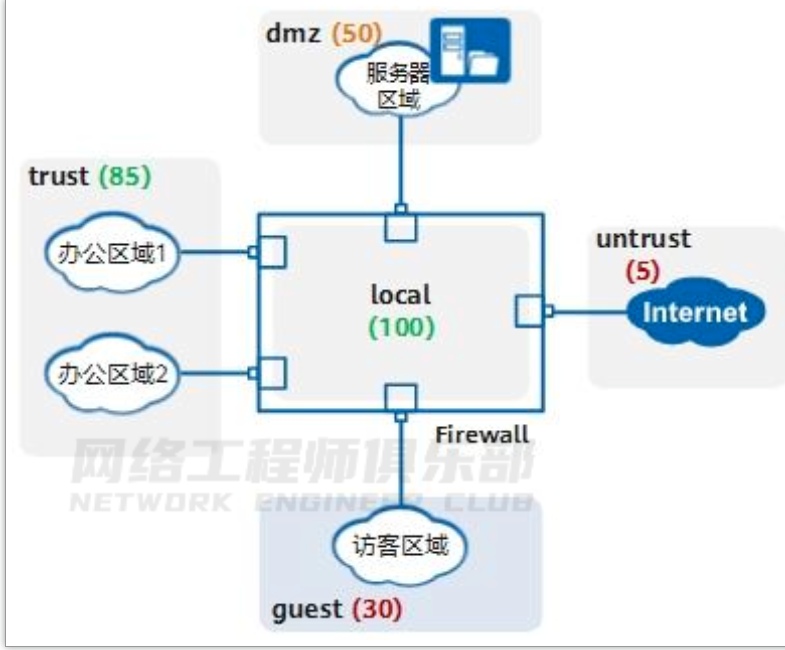 dmz (50)
服务器
区域
trust (85)
办公区域1
办公区域2
local
(100)
untrust
(5)
Internet
Firewall
网络工程师俱乐部
NETWORK ENGINEER CLUB
访客区域
guest (30)